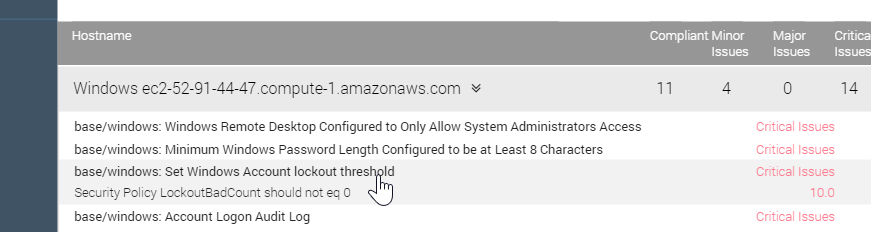 Hostname Compliant Minor Issues Major Issues Critica Issues
Windows ec2-52-91-44-47.compute-1.amazonaws.com 11 4 0 14
base/windows: Windows Remote Desktop Configured to Only Allow System Administrators Access Critical Issues
base/windows: Minimum Windows Password Length Configured to be at Least 8 Characters Critical Issues
base/windows: Set Windows Account lockout threshold Critical Issues
Security Policy LockoutBadCount should not eq 0 10.0
base/windows: Account Logon Audit Log Critical Issues